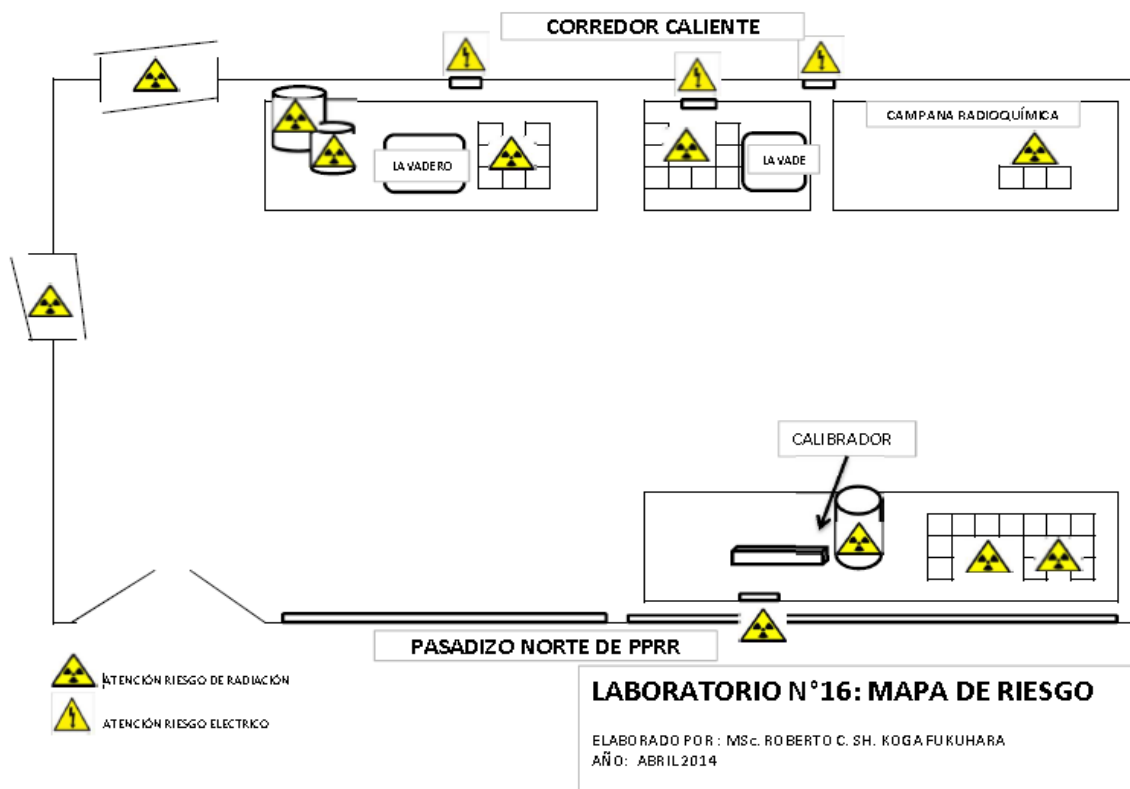 CORREDOR CALIENTE
CAMPANA RADIOQUÍMICA
LAVADERO
LAVADE
CALIBRADOR
PASADIZO NORTE DE PPRR
ATENCIÓN RIESGO DE RADIACIÓN
ATENCIÓN RIESGO ELECTRICO
LABORATORIO N°16: MAPA DE RIESGO
ELABORADO POR : MSc. ROBERTO C. SH. KOGA FUKUHARA
AÑO: ABRIL 2014